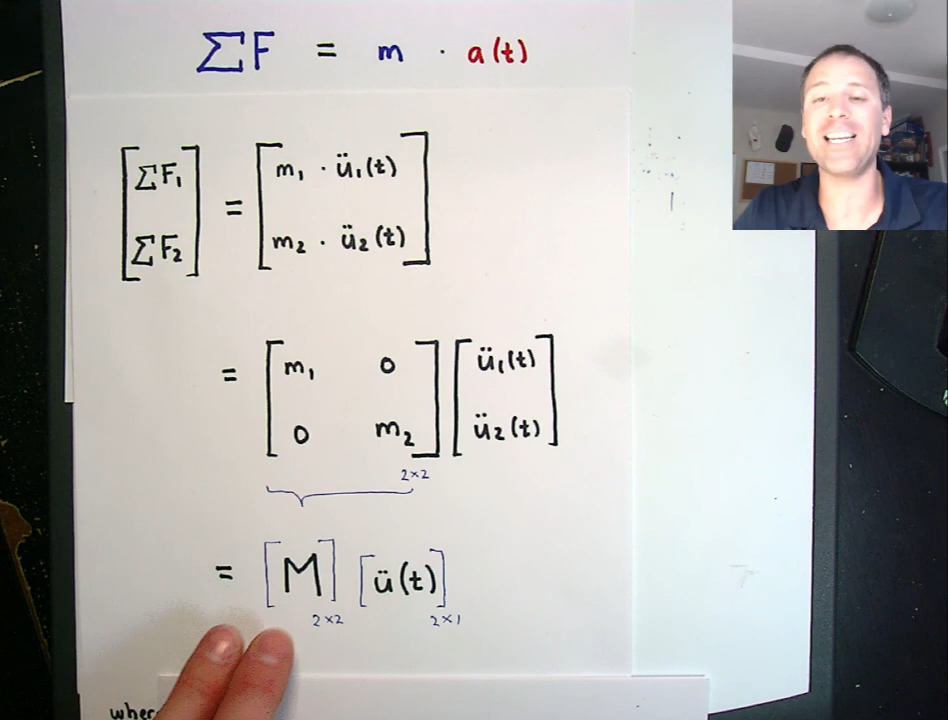 ΣF = m · a(t)
[ΣF₁ ΣF₂] = [m₁ · ü₁(t) m₂ · ü₂(t)]
= [m₁ 0 0 m₂] 2×2 [ü₁(t) ü₂(t)]
= [M] 2×2 [ü(t)] 2×1